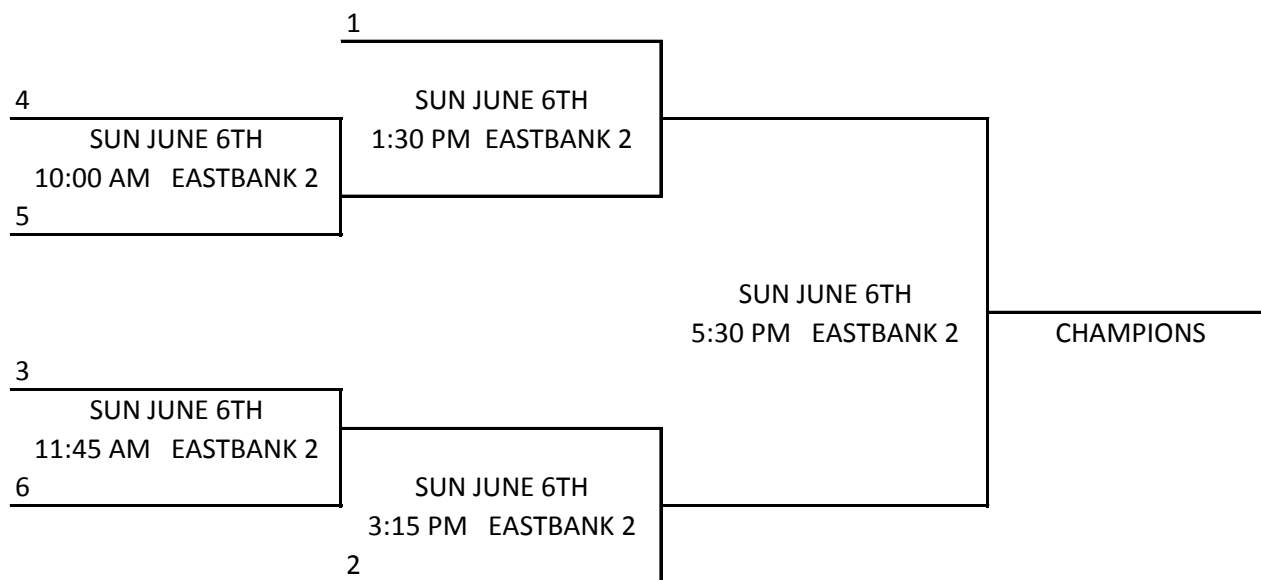 1
4
SUN JUNE 6TH
1:30 PM EASTBANK 2
SUN JUNE 6TH
10:00 AM EASTBANK 2
5
SUN JUNE 6TH
5:30 PM EASTBANK 2
CHAMPIONS
3
SUN JUNE 6TH
11:45 AM EASTBANK 2
6
SUN JUNE 6TH
3:15 PM EASTBANK 2
2